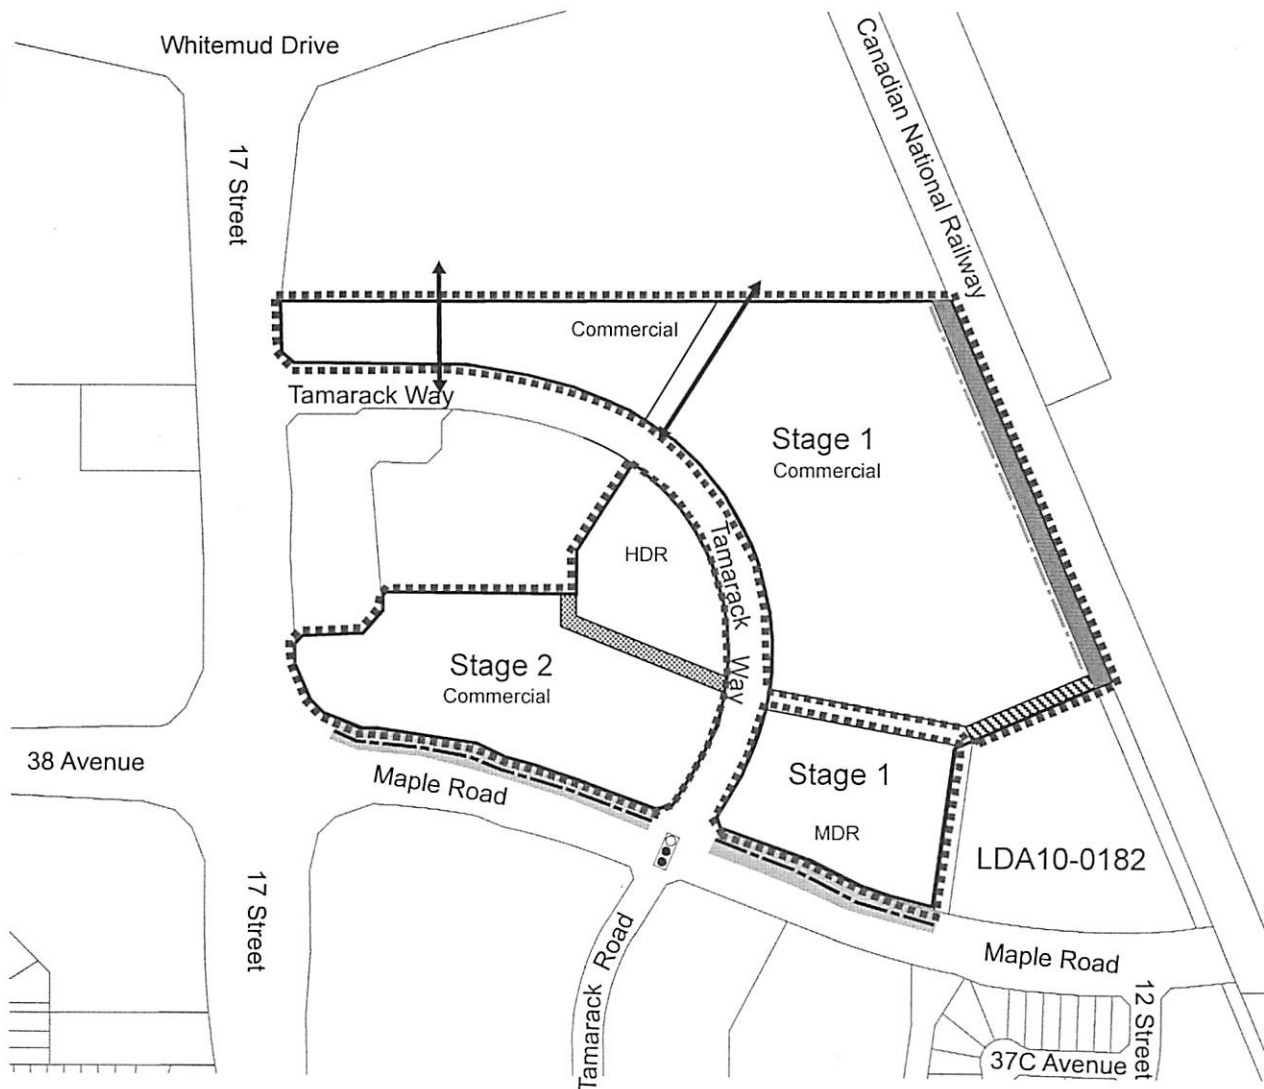 Whitemud Drive
Canadian National Railway
17 Street
Commercial
Tamarack Way
Stage 1
Commercial
HDR
Tamarack Way
Stage 2
Commercial
38 Avenue
Maple Road
Stage 1
MDR
LDA10-0182
17 Street
Tamarack Road
Maple Road
12 Street
37C Avenue